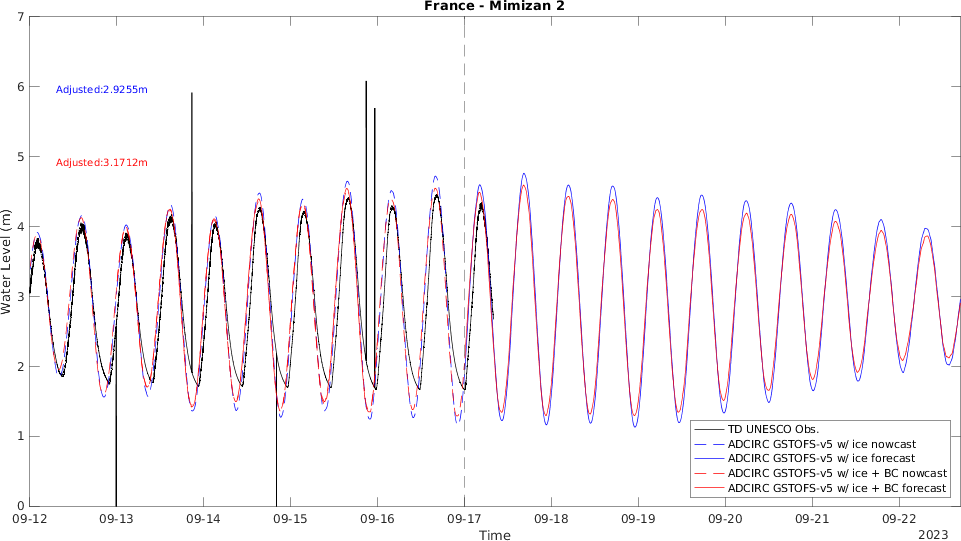 France - Mimizan 2
Water Level (m)
7
6
5
4
3
2
1
0
Adjusted:2.9255m
Adjusted:3.1712m
TD UNESCO Obs.
ADCIRC GSTOFS-v5 w/ ice nowcast
ADCIRC GSTOFS-v5 w/ ice forecast
ADCIRC GSTOFS-v5 w/ ice + BC nowcast
ADCIRC GSTOFS-v5 w/ ice + BC forecast
09-12 09-13 09-14 09-15 09-16 09-17 09-18 09-19 09-20 09-21 09-22
Time
2023